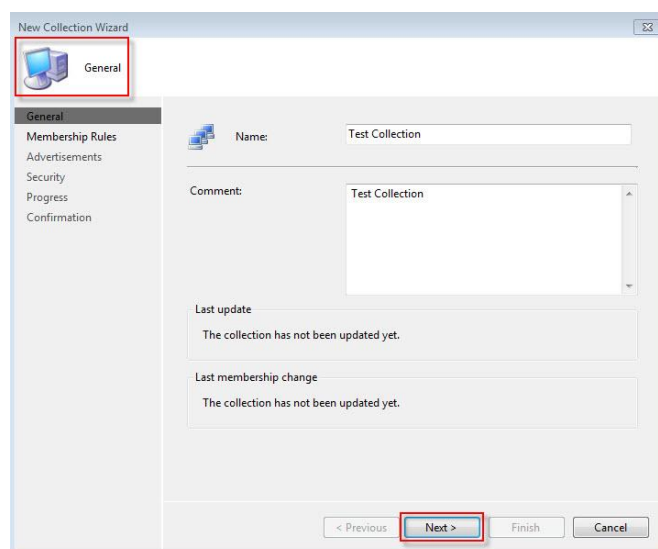 New Collection Wizard
General
General
Membership Rules
Advertisements
Security
Progress
Confirmation
Name:
Test Collection
Comment:
Test Collection
Last update
The collection has not been updated yet.
Last membership change
The collection has not been updated yet.
< Previous
Next >
Finish
Cancel